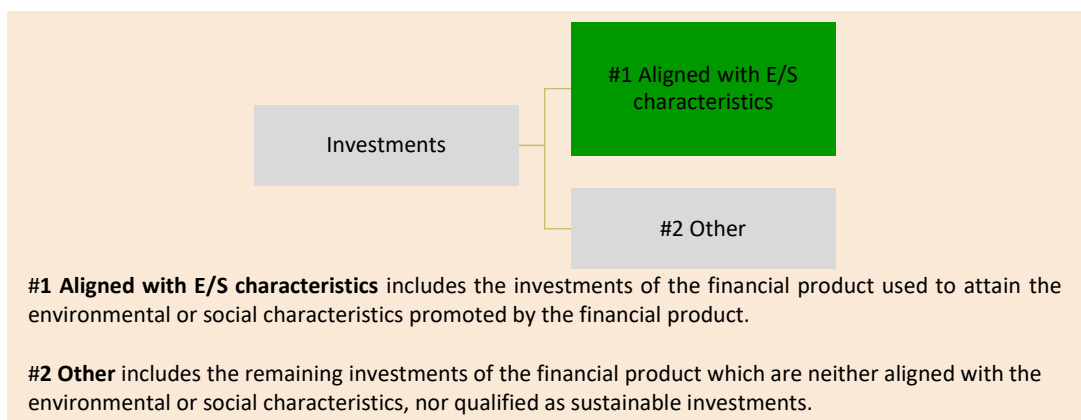 #1 Aligned with E/S
characteristics
Investments
#2 Other
#1 Aligned with E/S characteristics includes the investments of the financial product used to attain the
environmental or social characteristics promoted by the financial product.
#2 Other includes the remaining investments of the financial product which are neither aligned with the
environmental or social characteristics, nor qualified as sustainable investments.